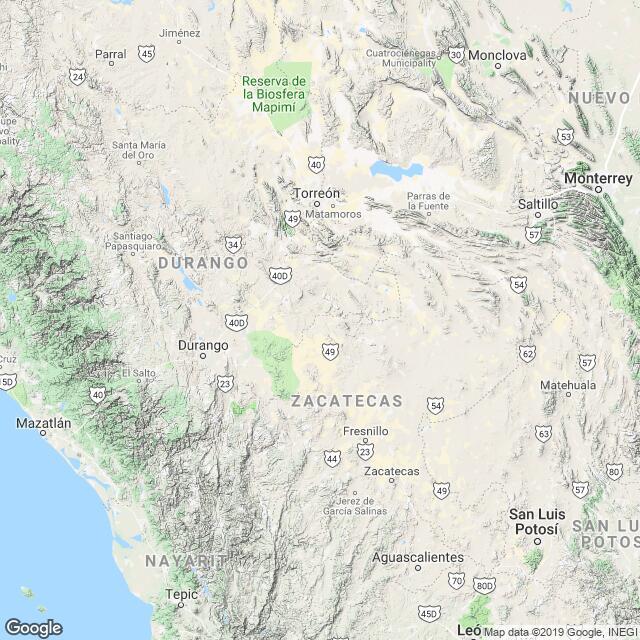 Jiménez
Parral
45
24
Cuatrociénegas
Municipality
30
Monclova
Reserva de
la Biosfera
Mapimí
NUEVO
53
Santa María
del Oro
40
Monterrey
Torreón
Matamoros
Parras de
la Fuente
Saltillo
49
57
34
Santiago
Papasquiaro
DURANGO
40D
54
40D
Durango
49
62
57
El Salto
23
Matehuala
15D
40
ZACATECAS
54
Mazatlán
Fresnillo
63
44
23
Zacatecas
80
49
57
Jerez de
García Salinas
San Luis
Potosí
SAN LU
POTOS
NAYARIT
Aguascalientes
70
80D
Tepic
45D
Leó
Google
Map data ©2019 Google, INEGI